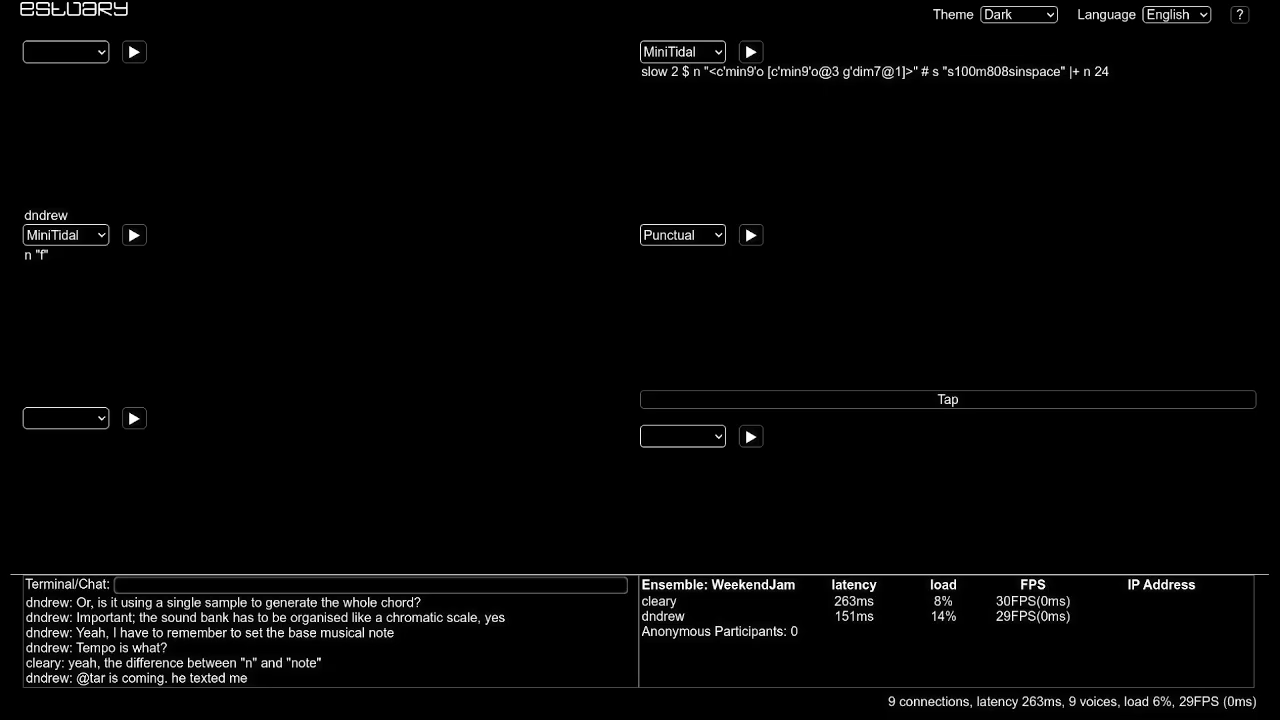 estuary
Theme Dark Language English ?
MiniTidal
slow 2 $ n "<c'min9'o [c'min9'o@3 g'dim7@1]>" # s "s100m808sinspace" |+ n 24
dndrew
MiniTidal
n "f"
Punctual
Tap
Terminal/Chat:
dndrew: Or, is it using a single sample to generate the whole chord?
dndrew: Important; the sound bank has to be organised like a chromatic scale, yes
dndrew: Yeah, I have to remember to set the base musical note
dndrew: Tempo is what?
cleary: yeah, the difference between "n" and "note"
dndrew: @tar is coming. he texted me
Ensemble: WeekendJam latency load FPS IP Address
cleary 263ms 8% 30FPS(0ms)
dndrew 151ms 14% 29FPS(0ms)
Anonymous Participants: 0
9 connections, latency 263ms, 9 voices, load 6%, 29FPS (0ms)